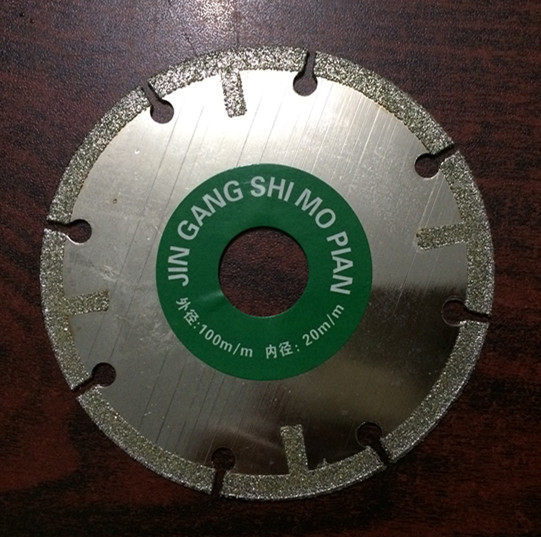 JIN GANG SHI MO PIAN
外径:100m/m 内径: 20m/m